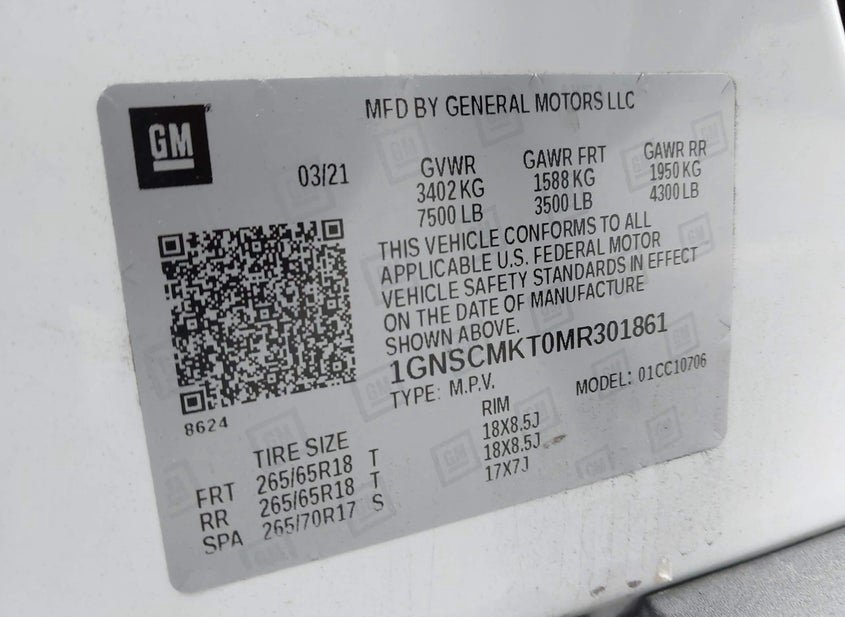 GM
MFD BY GENERAL MOTORS LLC
03/21
GVWR GAWR FRT GAWR RR
3402 KG 1588 KG 1950 KG
7500 LB 3500 LB 4300 LB
THIS VEHICLE CONFORMS TO ALL
APPLICABLE U.S. FEDERAL MOTOR
VEHICLE SAFETY STANDARDS IN EFFECT
ON THE DATE OF MANUFACTURE
SHOWN ABOVE.
1GNSCMKT0MR301861
TYPE: M.P.V. MODEL: 01CC10706
8624
TIRE SIZE RIM
FRT 265/65R18 T 18X8.5J
RR 265/65R18 T 18X8.5J
SPA 265/70R17 S 17X7J